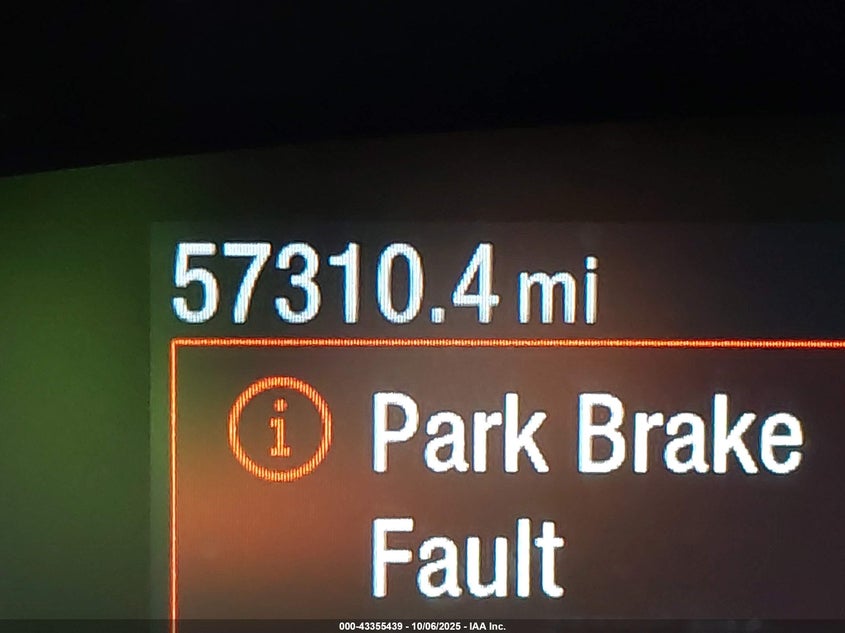 57310.4 mi
i Park Brake
Fault
000-43355439 - 10/06/2025 - IAA Inc.